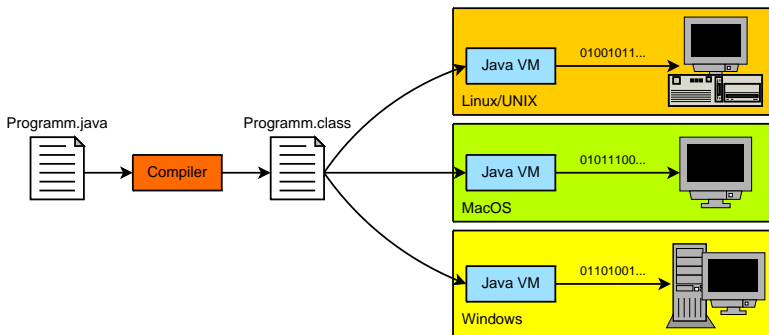 Programm.java
Compiler
Programm.class
Java VM
01001011...
Linux/UNIX
Java VM
01011100...
MacOS
Java VM
01101001...
Windows